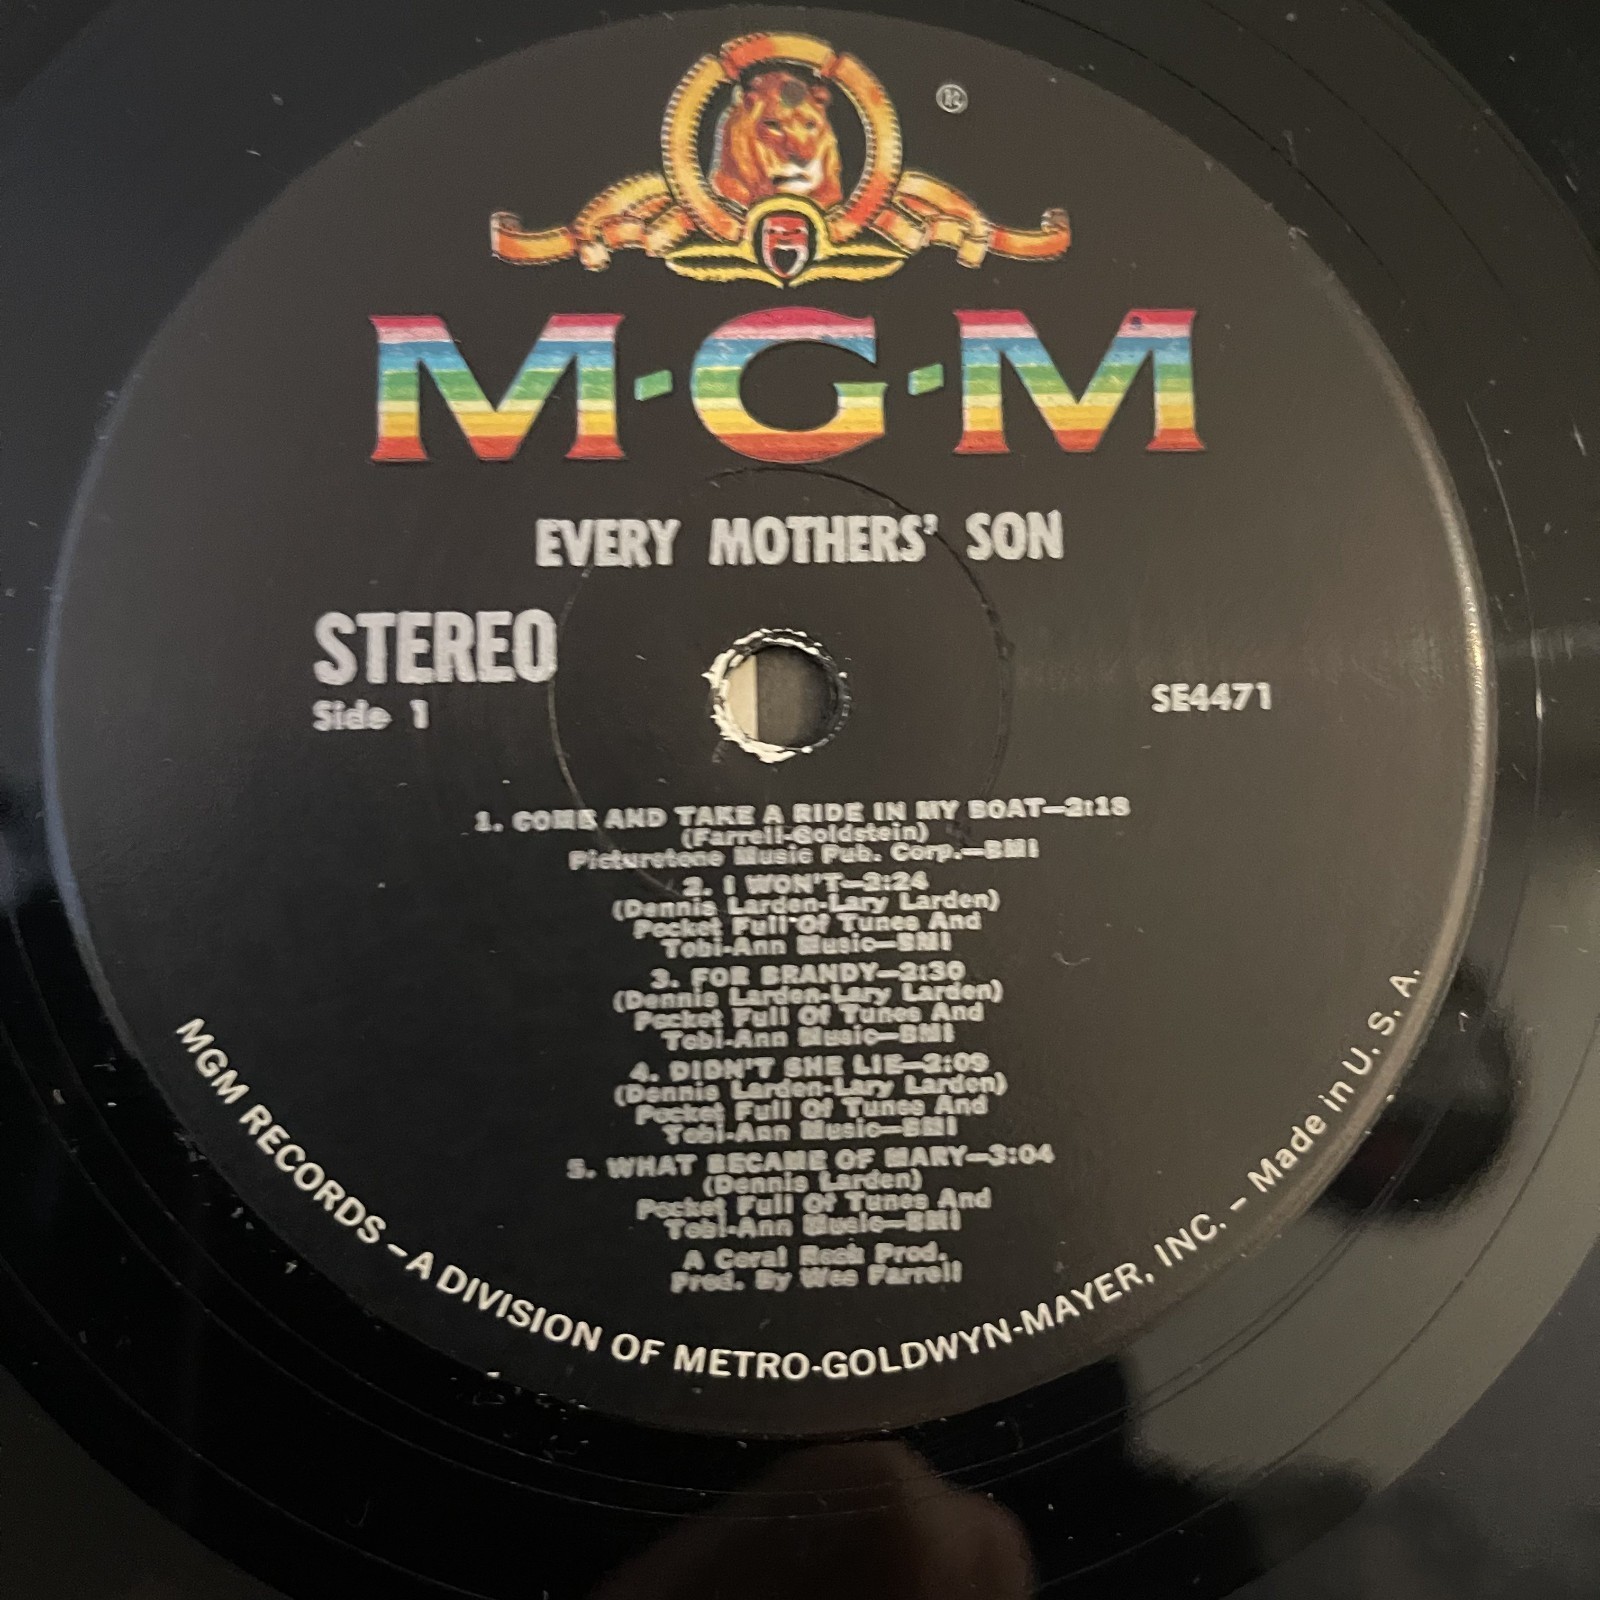 ®
M·G·M
EVERY MOTHERS' SON
STEREO
Side 1
SE4471
1. COME AND TAKE A RIDE IN MY BOAT—2:18
(Farrell-Goldstein)
Picturetone Music Pub. Corp.—BMI
2. I WON'T—2:24
(Dennis Larden-Lary Larden)
Pocket Full Of Tunes And
Tobi-Ann Music—BMI
3. FOR BRANDY—2:30
(Dennis Larden-Lary Larden)
Pocket Full Of Tunes And
Tobi-Ann Music—BMI
4. DIDN'T SHE LIE—2:09
(Dennis Larden-Lary Larden)
Pocket Full Of Tunes And
Tobi-Ann Music—BMI
5. WHAT BECAME OF MARY—3:04
(Dennis Larden)
Pocket Full Of Tunes And
Tobi-Ann Music—BMI
A Coral Rock Prod.
Prod. By Wes Farrell
MGM RECORDS – A DIVISION OF METRO-GOLDWYN-MAYER, INC. – Made in U. S. A.